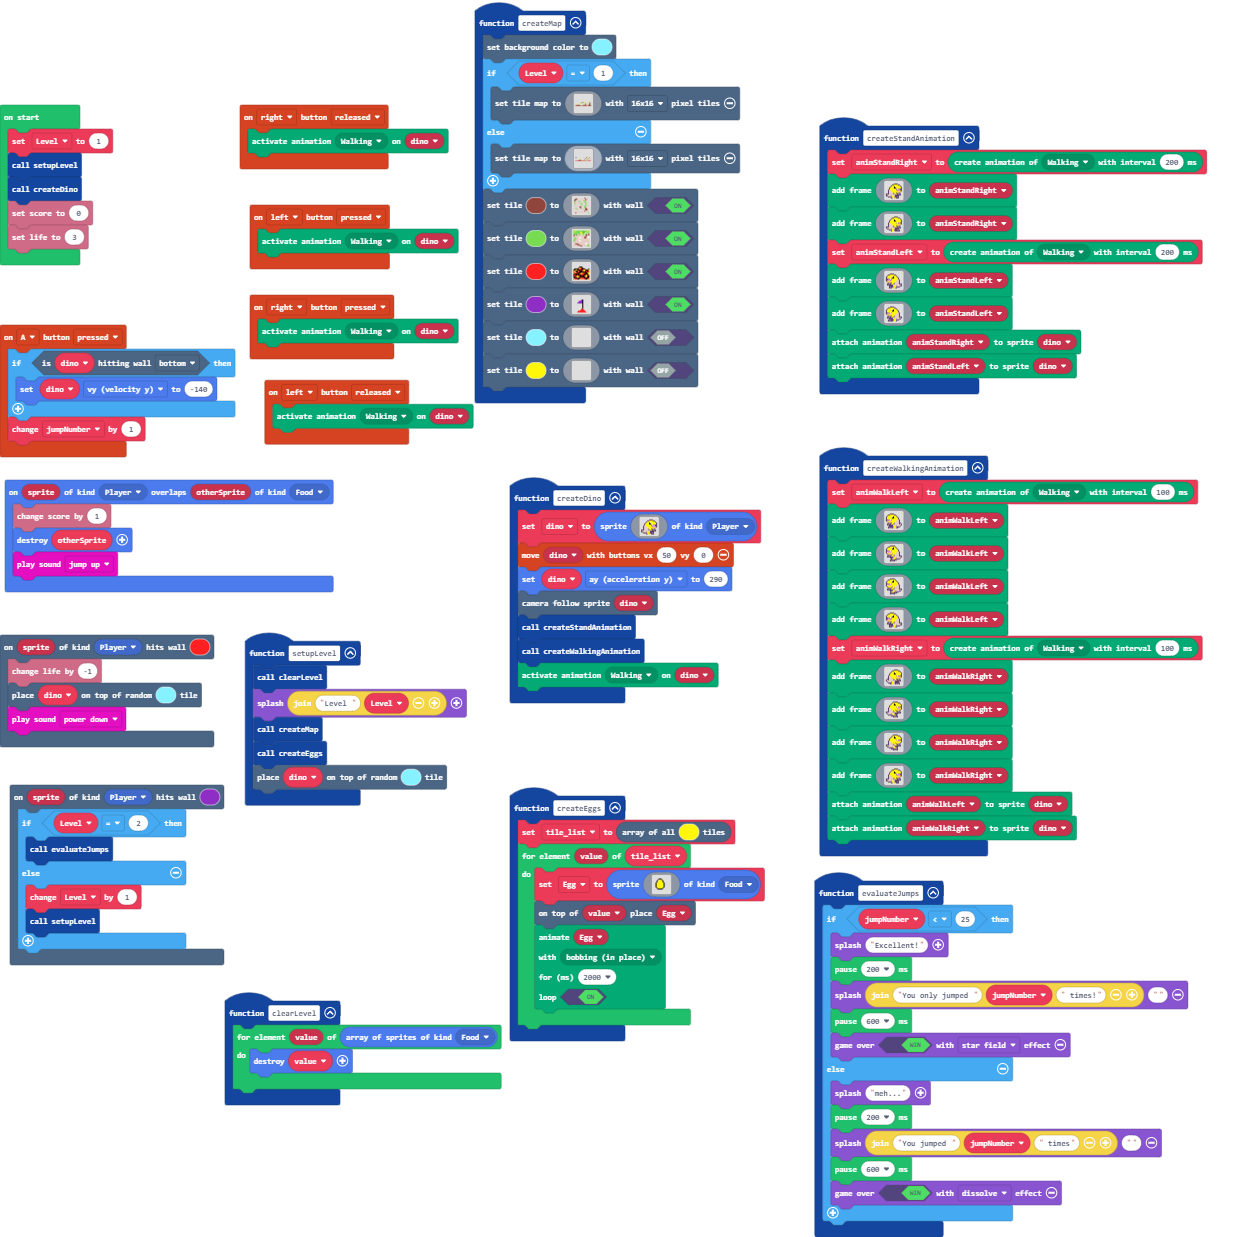 on start
set Level to 1
call setupLevel
call createDino
set score to 0
set life to 3
on A button pressed
if is dino hitting wall bottom then
set dino vy (velocity y) to -140
change jumpNumber by 1
on right button released
activate animation Walking on dino
on left button pressed
activate animation Walking on dino
on right button pressed
activate animation Walking on dino
on left button released
activate animation Walking on dino
function createMap
set background color to
if Level = 1 then
set tile map to with 16x16 pixel tiles
else
set tile map to with 16x16 pixel tiles
set tile to with wall ON
set tile to with wall ON
set tile to with wall ON
set tile to with wall ON
set tile to with wall OFF
set tile to with wall OFF
function createStandAnimation
set animStandRight to create animation of Walking with interval 200 ms
add frame to animStandRight
add frame to animStandRight
set animStandLeft to create animation of Walking with interval 200 ms
add frame to animStandLeft
add frame to animStandLeft
attach animation animStandRight to sprite dino
attach animation animStandLeft to sprite dino
on sprite of kind Player overlaps otherSprite of kind Food
change score by 1
destroy otherSprite
play sound jump up
on sprite of kind Player hits wall
change life by -1
place dino on top of random tile
play sound power down
on sprite of kind Player hits wall
if Level = 2 then
call evaluateJumps
else
change Level by 1
call setupLevel
function setupLevel
call clearLevel
splash join "Level " Level
call createMap
call createEggs
place dino on top of random tile
function clearLevel
for element value of array of sprites of kind Food
do
destroy value
function createDino
set dino to sprite of kind Player
move dino with buttons vx 50 vy 0
set dino ay (acceleration y) to 290
camera follow sprite dino
call createStandAnimation
call createWalkingAnimation
activate animation Walking on dino
function createEggs
set tile_list to array of all tiles
for element value of tile_list
do
set Egg to sprite of kind Food
on top of value place Egg
animate Egg
with bobbing (in place)
for (ms) 2000
loop ON
function createWalkingAnimation
set animWalkLeft to create animation of Walking with interval 100 ms
add frame to animWalkLeft
add frame to animWalkLeft
add frame to animWalkLeft
add frame to animWalkLeft
set animWalkRight to create animation of Walking with interval 100 ms
add frame to animWalkRight
add frame to animWalkRight
add frame to animWalkRight
add frame to animWalkRight
attach animation animWalkLeft to sprite dino
attach animation animWalkRight to sprite dino
function evaluateJumps
if jumpNumber < 25 then
splash "Excellent!"
pause 200 ms
splash join "You only jumped " jumpNumber " times!" ""
pause 600 ms
game over WIN with star field effect
else
splash "meh..."
pause 200 ms
splash join "You jumped " jumpNumber " times" ""
pause 600 ms
game over WIN with dissolve effect